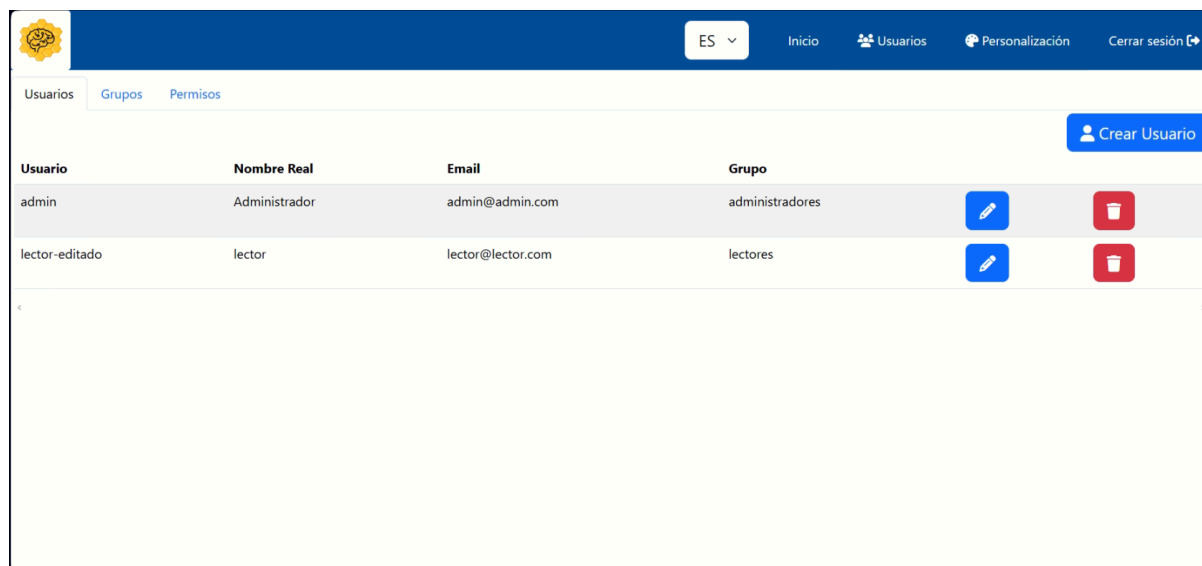 ES Inicio Usuarios Personalización Cerrar sesión
Usuarios Grupos Permisos
Crear Usuario
Usuario Nombre Real Email Grupo
admin Administrador admin@admin.com administradores
lector-editado lector lector@lector.com lectores